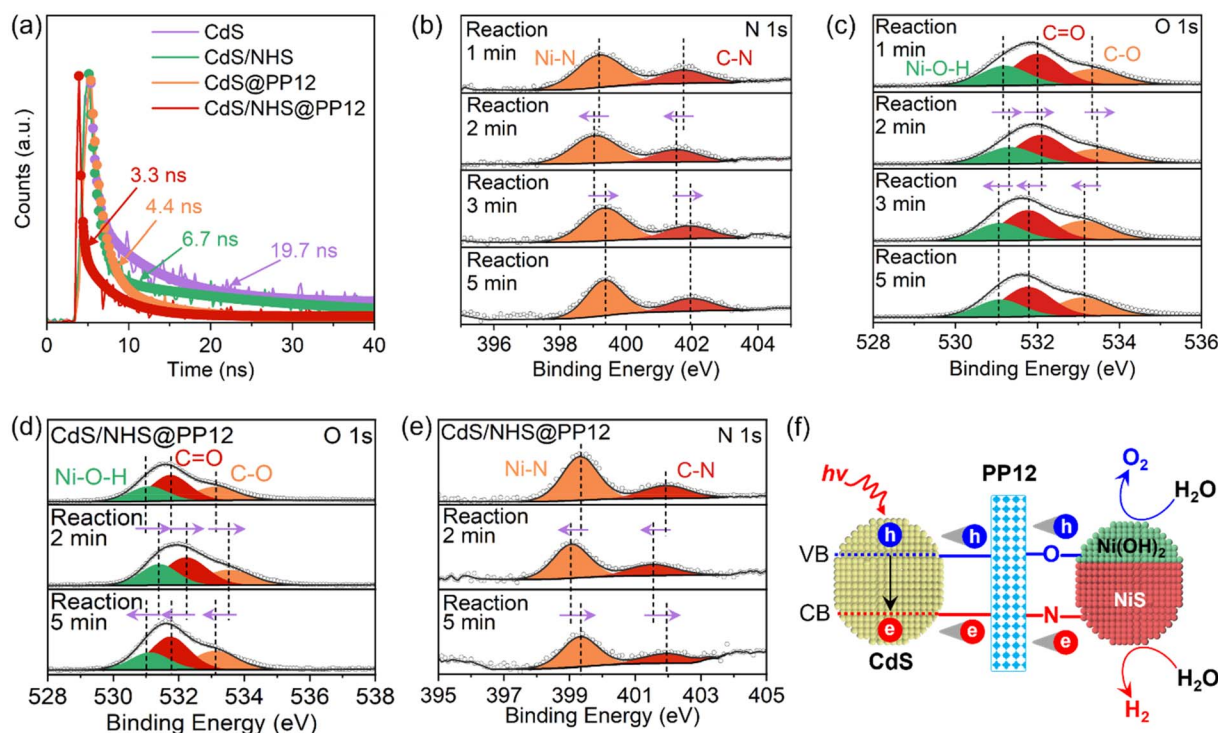 (a)
CdS
CdS/NHS
CdS@PP12
CdS/NHS@PP12
3.3 ns
4.4 ns
6.7 ns
19.7 ns
Counts (a.u.)
0 10 20 30 40
Time (ns)
(b)
Reaction
1 min
N 1s
Ni-N
C-N
Reaction
2 min
Reaction
3 min
Reaction
5 min
396 398 400 402 404
Binding Energy (eV)
(c)
Reaction
1 min
O 1s
C=O
Ni-O-H
C-O
Reaction
2 min
Reaction
3 min
Reaction
5 min
528 530 532 534 536
Binding Energy (eV)
(d)
CdS/NHS@PP12
O 1s
C=O
Ni-O-H
C-O
Reaction
2 min
Reaction
5 min
528 530 532 534 536 538
Binding Energy (eV)
(e)
CdS/NHS@PP12
N 1s
Ni-N
C-N
Reaction
2 min
Reaction
5 min
395 397 399 401 403 405
Binding Energy (eV)
(f)
hv
PP12
O₂
H₂O
h
h
h
VB
O
Ni(OH)₂
NiS
CB
N
e
e
e
CdS
H₂O
H₂